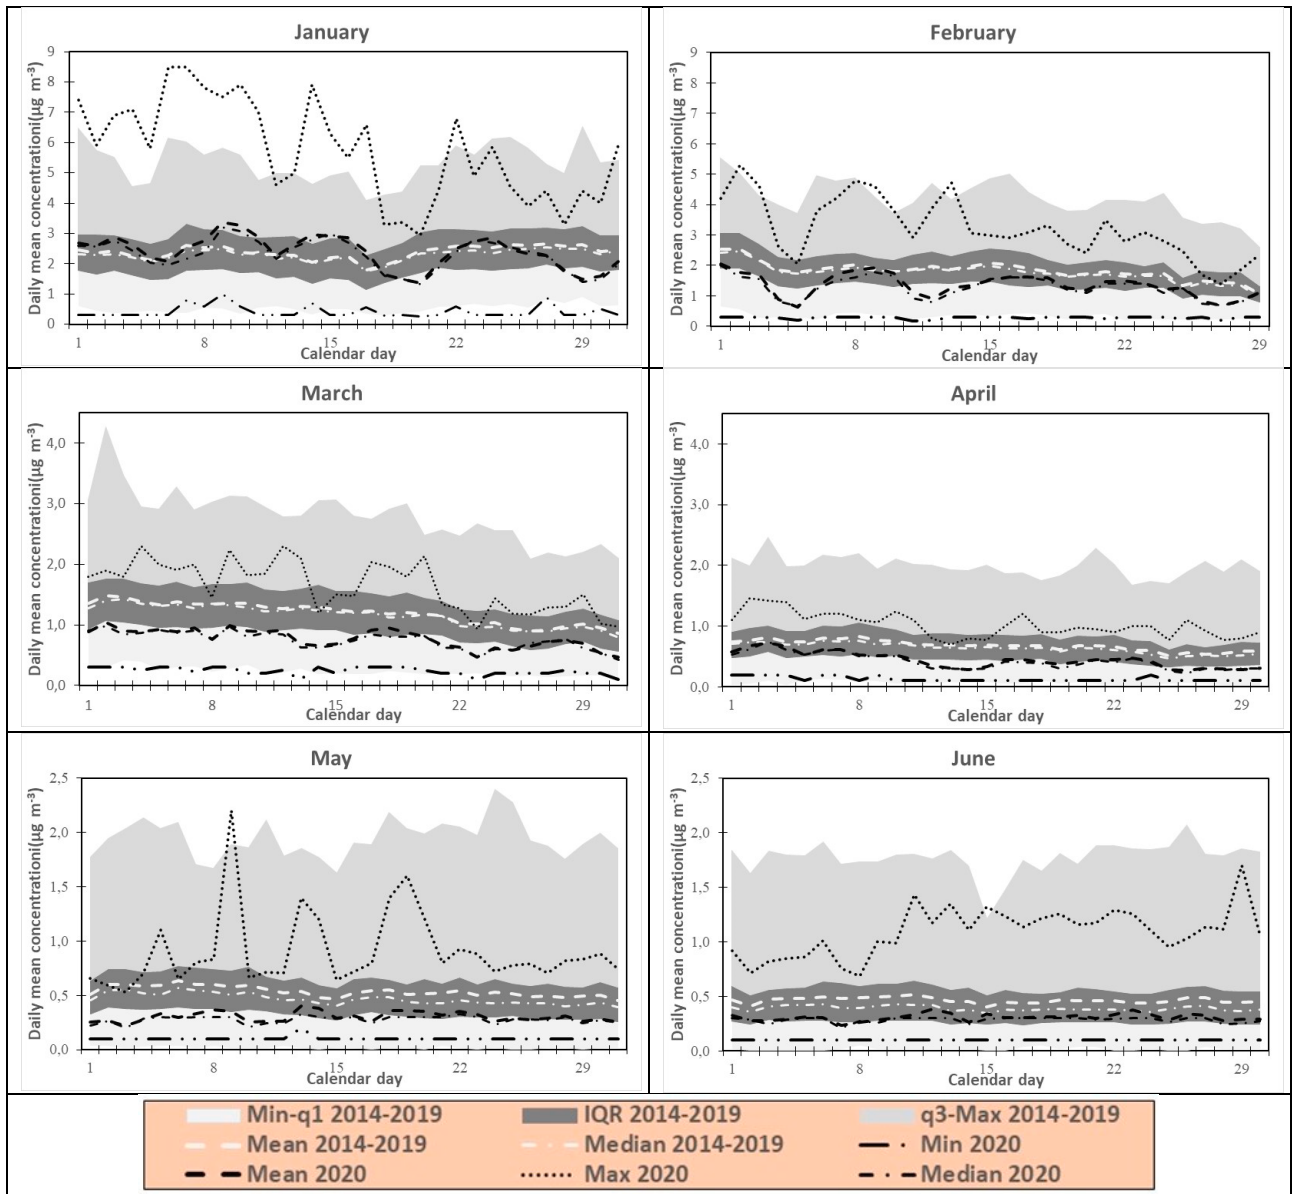 January
Daily mean concentrationi(µg m⁻³)
9
8
7
6
5
4
3
2
1
0
1 8 15 22 29
Calendar day
February
Daily mean concentrationi(µg m⁻³)
9
8
7
6
5
4
3
2
1
0
1 8 15 22 29
Calendar day
March
Daily mean concentrationi(µg m⁻³)
4,0
3,0
2,0
1,0
0,0
1 8 15 22 29
Calendar day
April
Daily mean concentrationi(µg m⁻³)
4,0
3,0
2,0
1,0
0,0
1 8 15 22 29
Calendar day
May
Daily mean concentrationi(µg m⁻³)
2,5
2,0
1,5
1,0
0,5
0,0
1 8 15 22 29
Calendar day
June
Daily mean concentrationi(µg m⁻³)
2,5
2,0
1,5
1,0
0,5
0,0
1 8 15 22 29
Calendar day
Min-q1 2014-2019 IQR 2014-2019 q3-Max 2014-2019
Mean 2014-2019 Median 2014-2019 Min 2020
Mean 2020 Max 2020 Median 2020